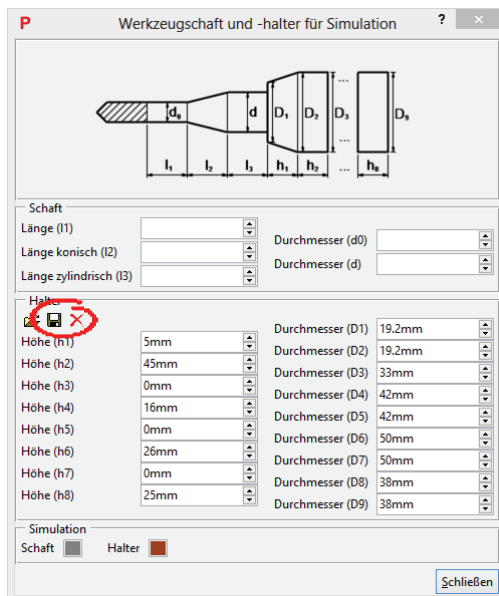 P Werkzeugschaft und -halter für Simulation ? ×
d₀ d D₁ D₂ D₃ D₉
... ...
l₁ l₂ l₃ h₁ h₂ ... h₈
Schaft
Länge (l1)
Länge konisch (l2)
Länge zylindrisch (l3)
Durchmesser (d0)
Durchmesser (d)
Halter
Höhe (h1) 5mm
Höhe (h2) 45mm
Höhe (h3) 0mm
Höhe (h4) 16mm
Höhe (h5) 0mm
Höhe (h6) 26mm
Höhe (h7) 0mm
Höhe (h8) 25mm
Durchmesser (D1) 19.2mm
Durchmesser (D2) 19.2mm
Durchmesser (D3) 33mm
Durchmesser (D4) 42mm
Durchmesser (D5) 42mm
Durchmesser (D6) 50mm
Durchmesser (D7) 50mm
Durchmesser (D8) 38mm
Durchmesser (D9) 38mm
Simulation
Schaft Halter
Schließen